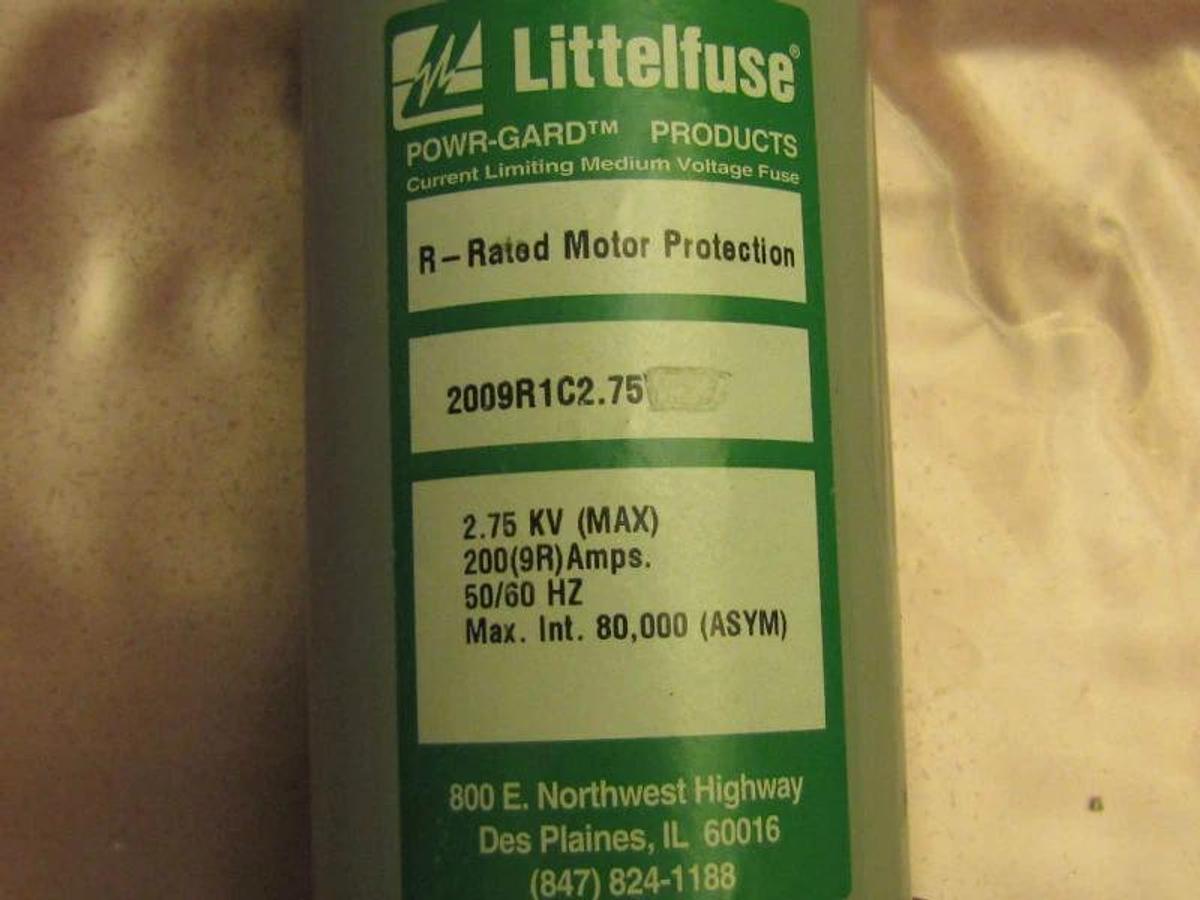 Littelfuse®
POWR-GARD™ PRODUCTS
Current Limiting Medium Voltage Fuse
R-Rated Motor Protection
2009R1C2.75
2.75 KV (MAX)
200(9R)Amps.
50/60 HZ
Max. Int. 80,000 (ASYM)
800 E. Northwest Highway
Des Plaines, IL 60016
(847) 824-1188